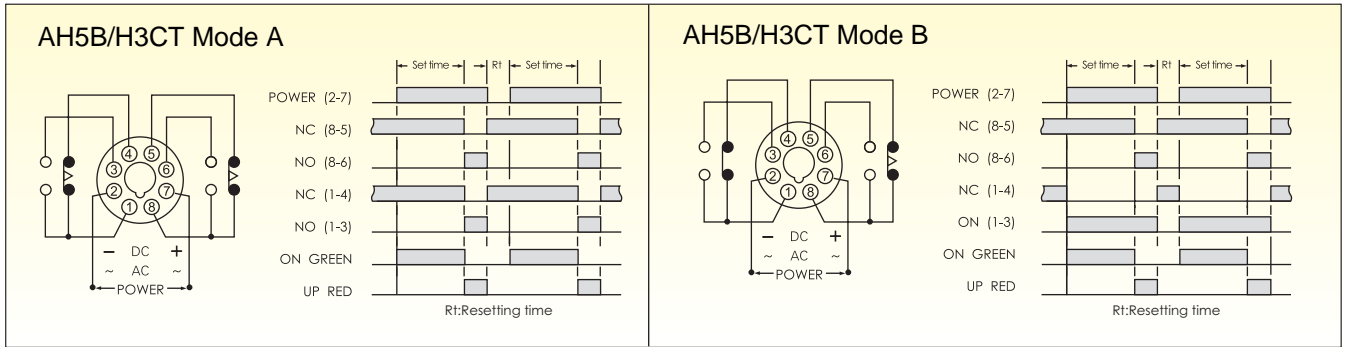 AH5B/H3CT Mode A
Set time Rt Set time
POWER (2-7)
NC (8-5)
NO (8-6)
NC (1-4)
NO (1-3)
ON GREEN
UP RED
Rt:Resetting time
4 5
3 6
2 7
1 8
− DC +
~ AC ~
POWER
AH5B/H3CT Mode B
Set time Rt Set time
POWER (2-7)
NC (8-5)
NO (8-6)
NC (1-4)
ON (1-3)
ON GREEN
UP RED
Rt:Resetting time
4 5
3 6
2 7
1 8
− DC +
~ AC ~
POWER